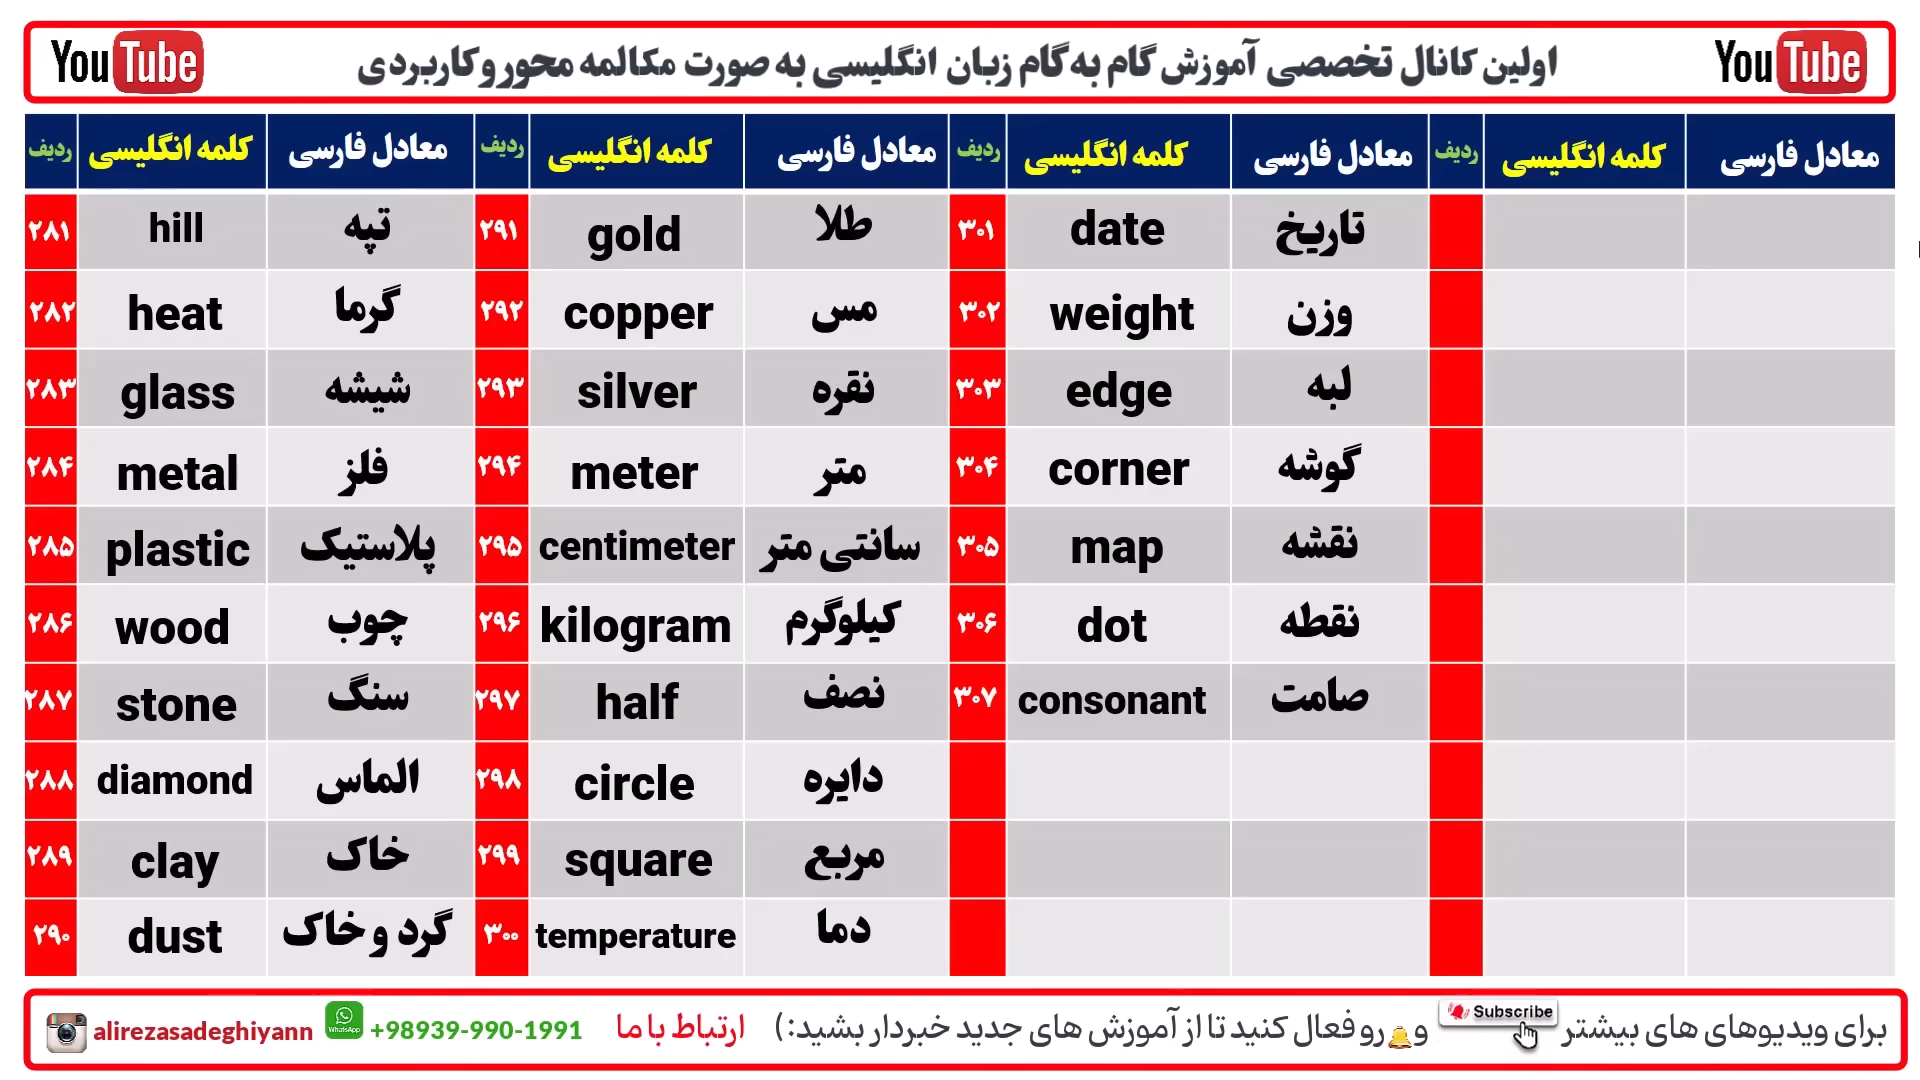 YouTube اولین کانال تخصصی آموزش گام به گام زبان انگلیسی به صورت مکالمه محور و کاربردی YouTube
ردیف کلمه انگلیسی معادل فارسی ردیف کلمه انگلیسی معادل فارسی ردیف کلمه انگلیسی معادل فارسی ردیف کلمه انگلیسی معادل فارسی
۲۸۱ hill تپه ۲۹۱ gold طلا ۳۰۱ date تاریخ
۲۸۲ heat گرما ۲۹۲ copper مس ۳۰۲ weight وزن
۲۸۳ glass شیشه ۲۹۳ silver نقره ۳۰۳ edge لبه
۲۸۴ metal فلز ۲۹۴ meter متر ۳۰۴ corner گوشه
۲۸۵ plastic پلاستیک ۲۹۵ centimeter سانتی متر ۳۰۵ map نقشه
۲۸۶ wood چوب ۲۹۶ kilogram کیلوگرم ۳۰۶ dot نقطه
۲۸۷ stone سنگ ۲۹۷ half نصف ۳۰۷ consonant صامت
۲۸۸ diamond الماس ۲۹۸ circle دایره
۲۸۹ clay خاک ۲۹۹ square مربع
۲۹۰ dust گرد و خاک ۳۰۰ temperature دما
برای ویدیوهای های بیشتر Subscribe و رو فعال کنید تا از آموزش های جدید خبردار بشید:) ارتباط با ما +98939-990-1991 WhatsApp alirezasadeghiyann